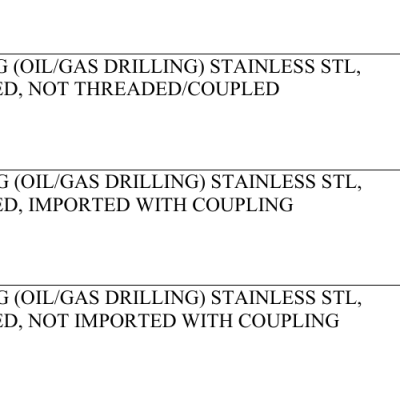 G (OIL/GAS DRILLING) STAINLESS STL,
ED, NOT THREADED/COUPLED
G (OIL/GAS DRILLING) STAINLESS STL,
ED, IMPORTED WITH COUPLING
G (OIL/GAS DRILLING) STAINLESS STL,
ED, NOT IMPORTED WITH COUPLING